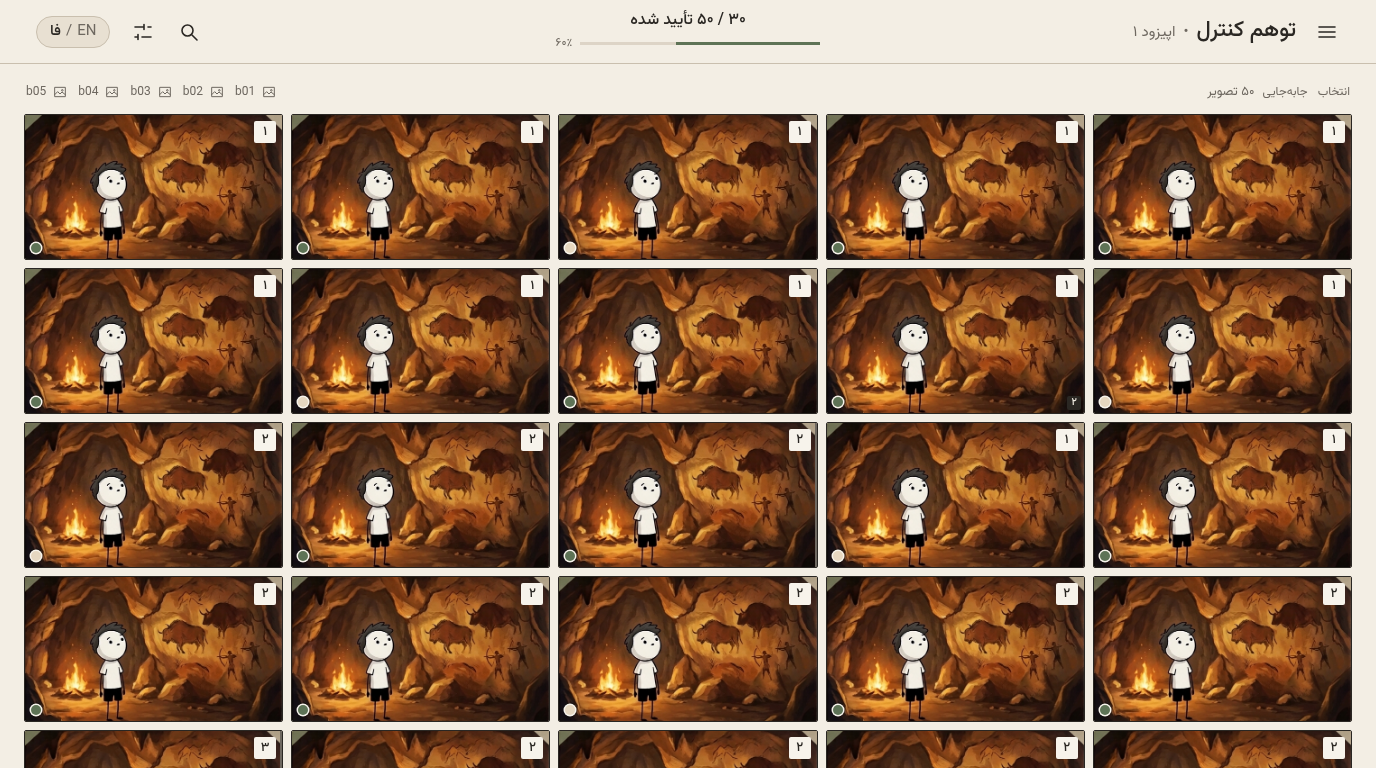 توهم کنترل • اپیزود ۱
۳۰ / ۵۰ تأیید شده
۶۰٪
EN / فا
انتخاب جابه‌جایی ۵۰ تصویر
b01 b02 b03 b04 b05
۱ ۱ ۱ ۱ ۱
۱ ۱ ۱ ۱ ۱
۲
۱ ۱ ۲ ۲ ۲
۲ ۲ ۲ ۲ ۲
۲ ۲ ۲ ۲ ۳